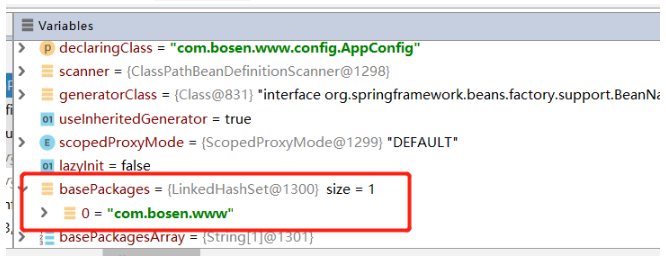 Variables
declaringClass = "com.bosen.www.config.AppConfig"
scanner = {ClassPathBeanDefinitionScanner@1298}
generatorClass = {Class@831} "interface org.springframework.beans.factory.support.BeanNa
01 useInheritedGenerator = true
E scopedProxyMode = {ScopedProxyMode@1299} "DEFAULT"
01 lazyInit = false
basePackages = {LinkedHashSet@1300} size = 1
0 = "com.bosen.www"
basePackagesArray = {String[1]@1301}